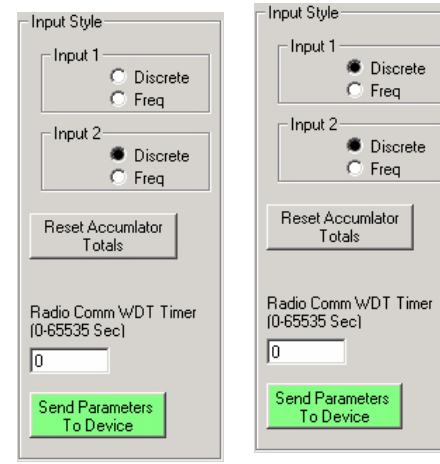 Input Style
Input 1
Discrete
Freq
Input 2
Discrete
Freq
Reset Accumlator
Totals
Radio Comm WDT Timer
(0-65535 Sec)
0
Send Parameters
To Device
Input Style
Input 1
Discrete
Freq
Input 2
Discrete
Freq
Reset Accumlator
Totals
Radio Comm WDT Timer
(0-65535 Sec)
0
Send Parameters
To Device